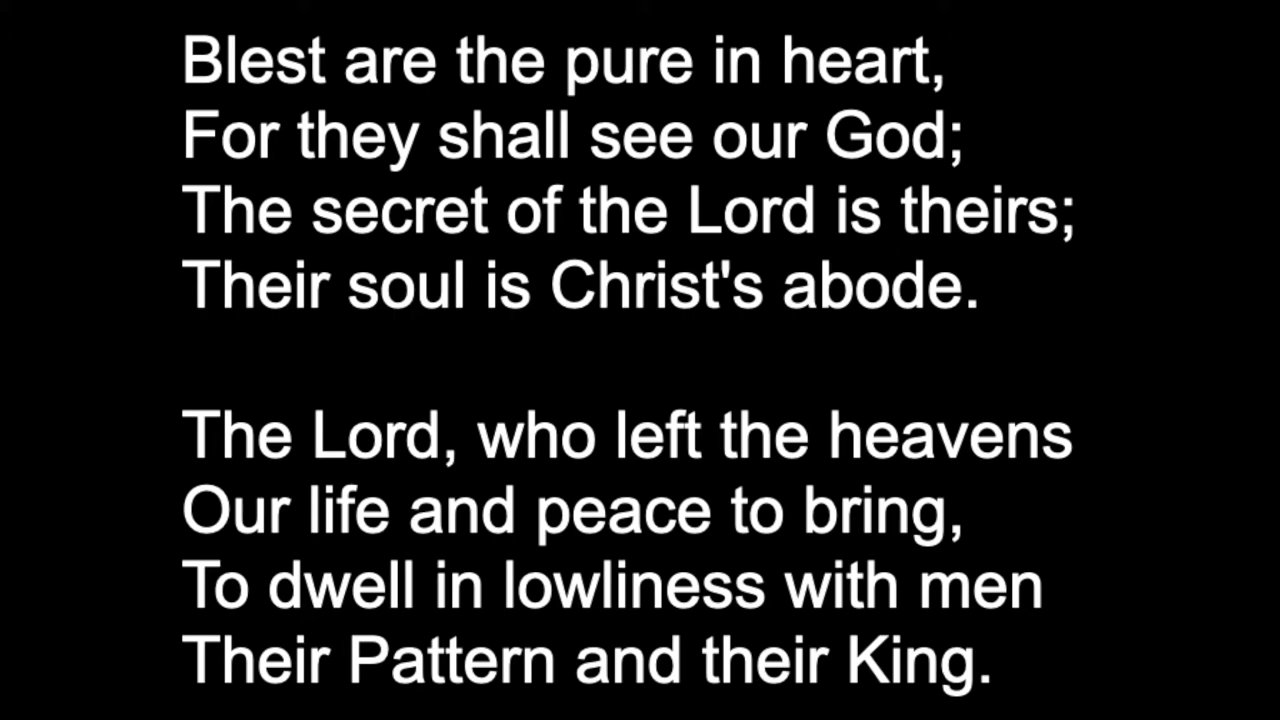 Blest are the pure in heart,
For they shall see our God;
The secret of the Lord is theirs;
Their soul is Christ's abode.
The Lord, who left the heavens
Our life and peace to bring,
To dwell in lowliness with men
Their Pattern and their King.